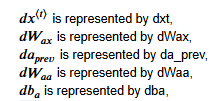 dx⟨t⟩ is represented by dxt,
dWax is represented by dWax,
daprev is represented by da_prev,
dWaa is represented by dWaa,
dba is represented by dba,